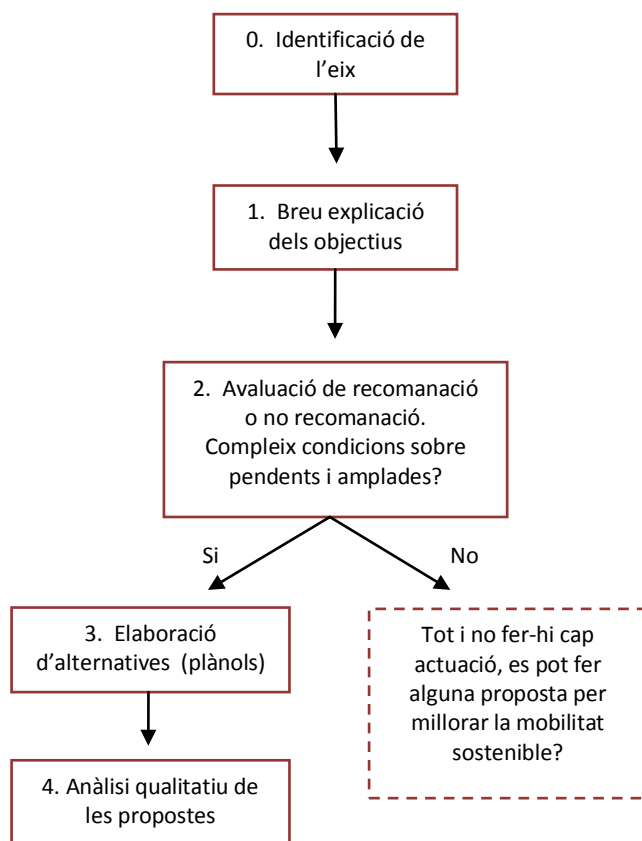 0. Identificació de
l’eix
1. Breu explicació
dels objectius
2. Avaluació de recomanació
o no recomanació.
Compleix condicions sobre
pendents i amplades?
Si
No
3. Elaboració
d’alternatives (plànols)
Tot i no fer-hi cap
actuació, es pot fer
alguna proposta per
millorar la mobilitat
sostenible?
4. Anàlisi qualitatiu de
les propostes